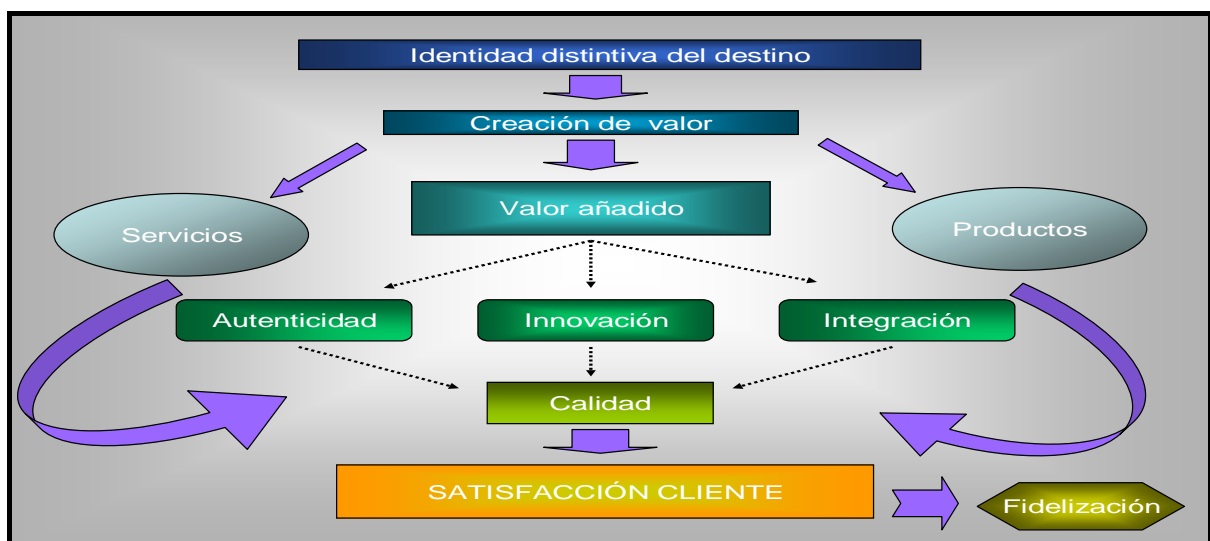 Identidad distintiva del destino
Creación de valor
Valor añadido
Servicios
Productos
Autenticidad
Innovación
Integración
Calidad
SATISFACCIÓN CLIENTE
Fidelización